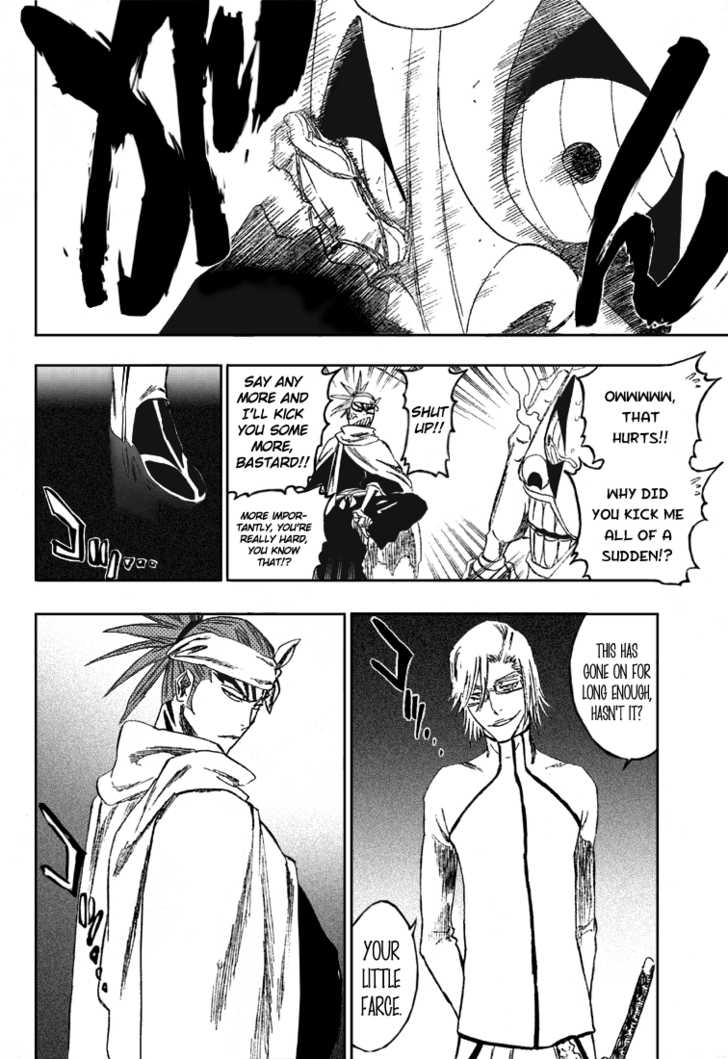 OWWWWW,
THAT
HURTS!!
WHY DID
YOU KICK ME
ALL OF A
SUDDEN!?
SHUT
UP!!
SAY ANY
MORE AND
I'LL KICK
YOU SOME
MORE,
BASTARD!!
MORE IMPOR-
TANTLY, YOU'RE
REALLY HARD,
YOU KNOW
THAT!?
THIS HAS
GONE ON FOR
LONG ENOUGH,
HASN'T IT?
YOUR
LITTLE
FARCE.